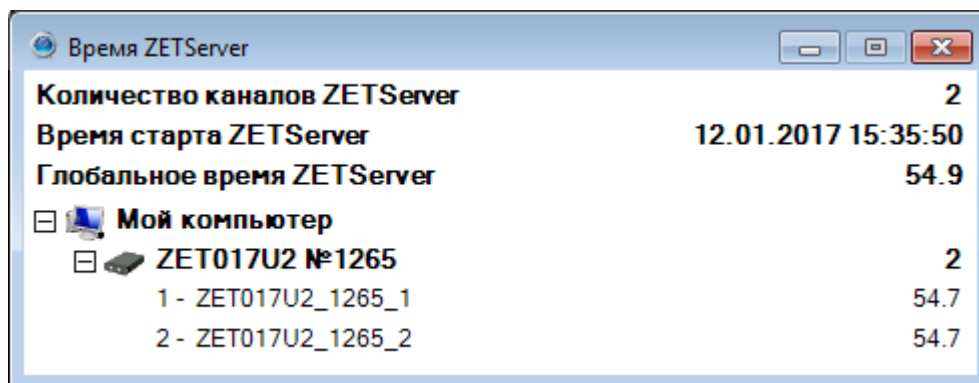 Время ZETServer
Количество каналов ZETServer 2
Время старта ZETServer 12.01.2017 15:35:50
Глобальное время ZETServer 54.9
Мой компьютер
ZET017U2 №1265 2
1 - ZET017U2_1265_1 54.7
2 - ZET017U2_1265_2 54.7